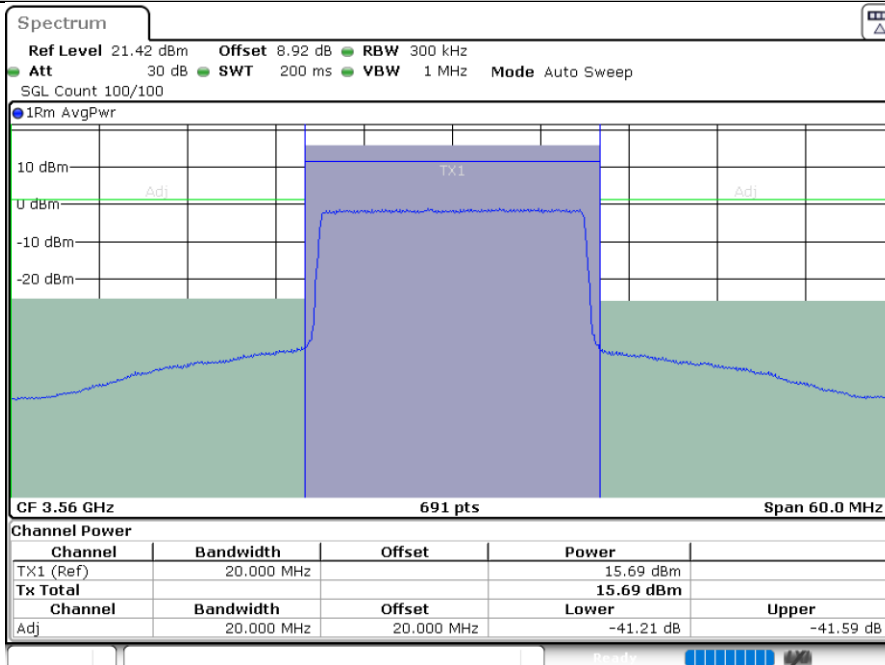 Spectrum
Ref Level 21.42 dBm Offset 8.92 dB RBW 300 kHz
Att 30 dB SWT 200 ms VBW 1 MHz Mode Auto Sweep
SGL Count 100/100
1Rm AvgPwr
10 dBm
TX1
Adj Adj
0 dBm
-10 dBm
-20 dBm
CF 3.56 GHz 691 pts Span 60.0 MHz
Channel Power
Channel Bandwidth Offset Power
TX1 (Ref) 20.000 MHz 15.69 dBm
Tx Total 15.69 dBm
Channel Bandwidth Offset Lower Upper
Adj 20.000 MHz 20.000 MHz -41.21 dB -41.59 dB
Ready